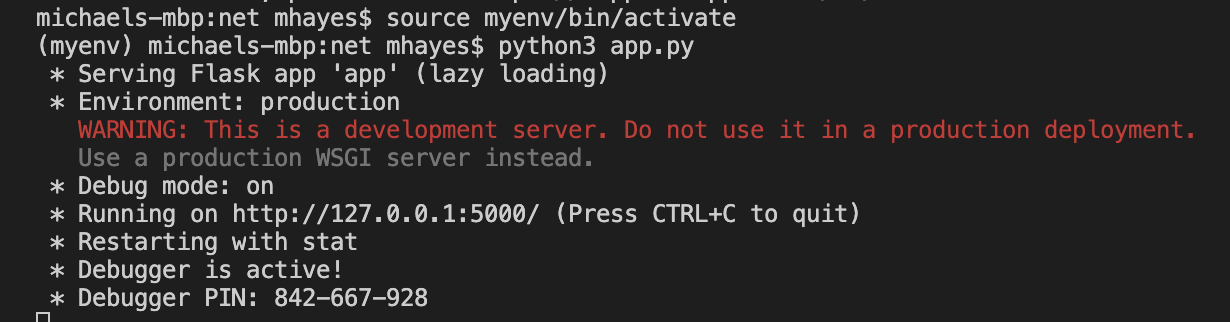 michaels-mbp:net mhayes$ source myenv/bin/activate
(myenv) michaels-mbp:net mhayes$ python3 app.py
* Serving Flask app 'app' (lazy loading)
* Environment: production
WARNING: This is a development server. Do not use it in a production deployment.
Use a production WSGI server instead.
* Debug mode: on
* Running on http://127.0.0.1:5000/ (Press CTRL+C to quit)
* Restarting with stat
* Debugger is active!
* Debugger PIN: 842-667-928